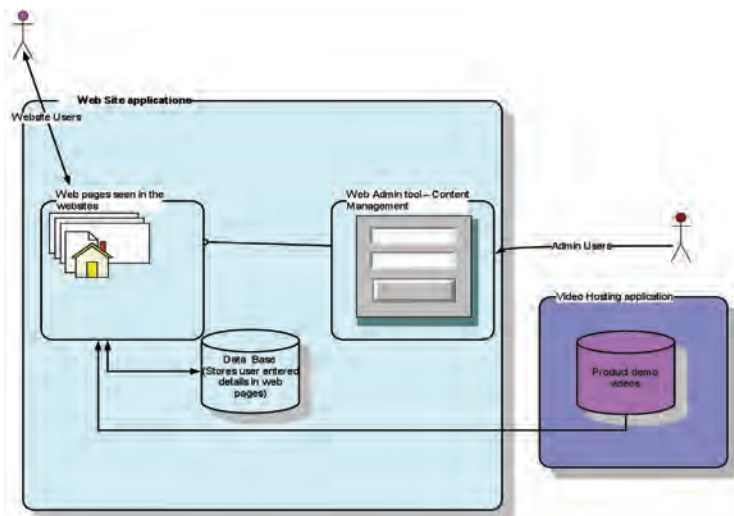 Web Site applications
Website Users
Web pages seen in the
websites
Web Admin tool – Content
Management
Admin Users
Video Hosting application
Data Base
(Stores user entered
details in web
pages)
Product demo
videos